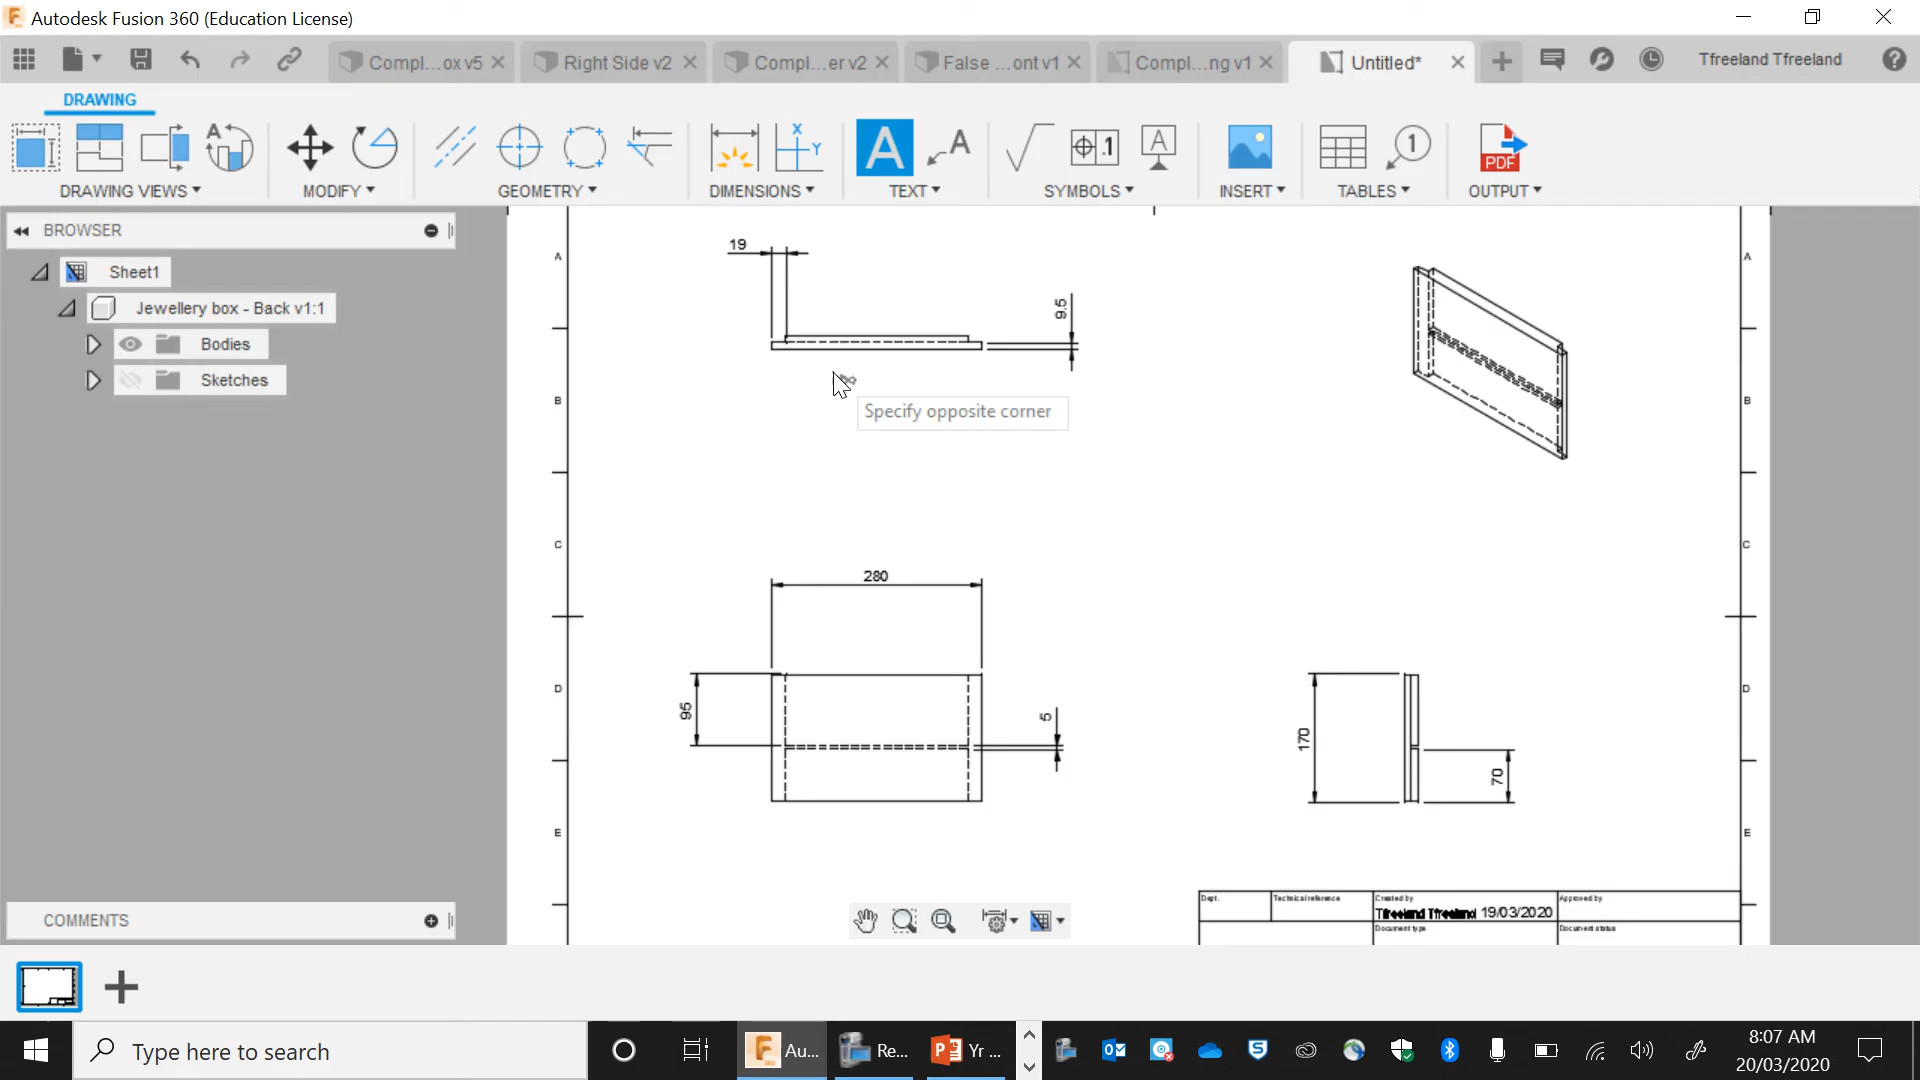 Autodesk Fusion 360 (Education License)
Compl...ox v5
Right Side v2
Compl...er v2
False ...ont v1
Compl...ng v1
Untitled*
Tfreeland Tfreeland
DRAWING
DRAWING VIEWS
MODIFY
GEOMETRY
DIMENSIONS
TEXT
SYMBOLS
INSERT
TABLES
OUTPUT
BROWSER
Sheet1
Jewellery box - Back v1:1
Bodies
Sketches
A
B
C
D
E
A
B
C
D
E
19
9.5
Specify opposite corner
280
95
5
170
70
Dept.
Technical reference
Created by
Approved by
Tfreeland Tfreeland 19/03/2020
Document type
Document status
COMMENTS
Type here to search
Au...
Re...
Yr ...
8:07 AM
20/03/2020